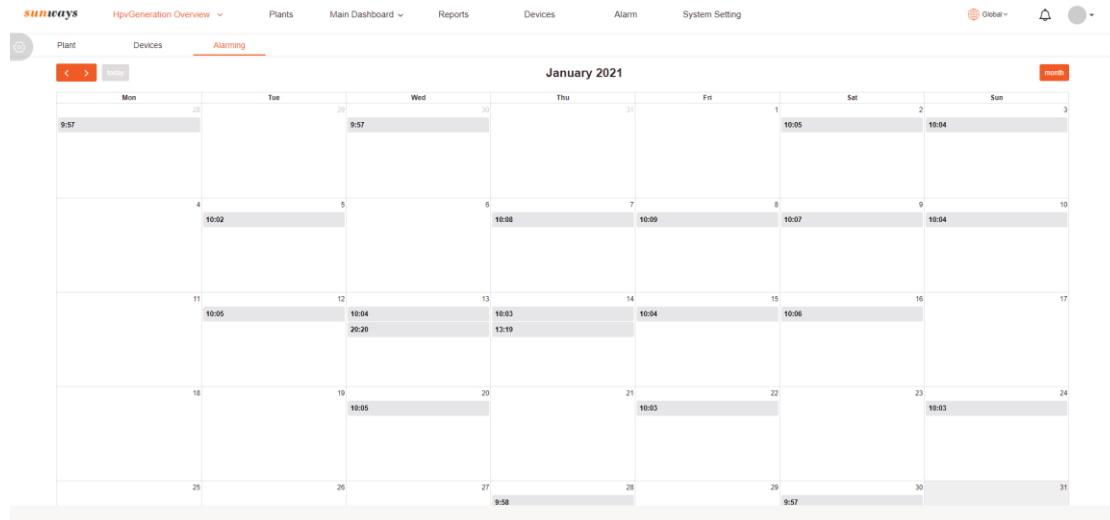 sunways HpvGeneration Overview Plants Main Dashboard Reports Devices Alarm System Setting Global
Plant Devices Alarming
today January 2021 month
Mon Tue Wed Thu Fri Sat Sun
28 29 30 31 1 2 3
9:57 9:57 10:05 10:04
4 5 6 7 8 9 10
10:02 10:08 10:09 10:07 10:04
11 12 13 14 15 16 17
10:05 10:04 10:03 10:04 10:06
20:20 13:19
18 19 20 21 22 23 24
10:05 10:03 10:03
25 26 27 28 29 30 31
9:58 9:57